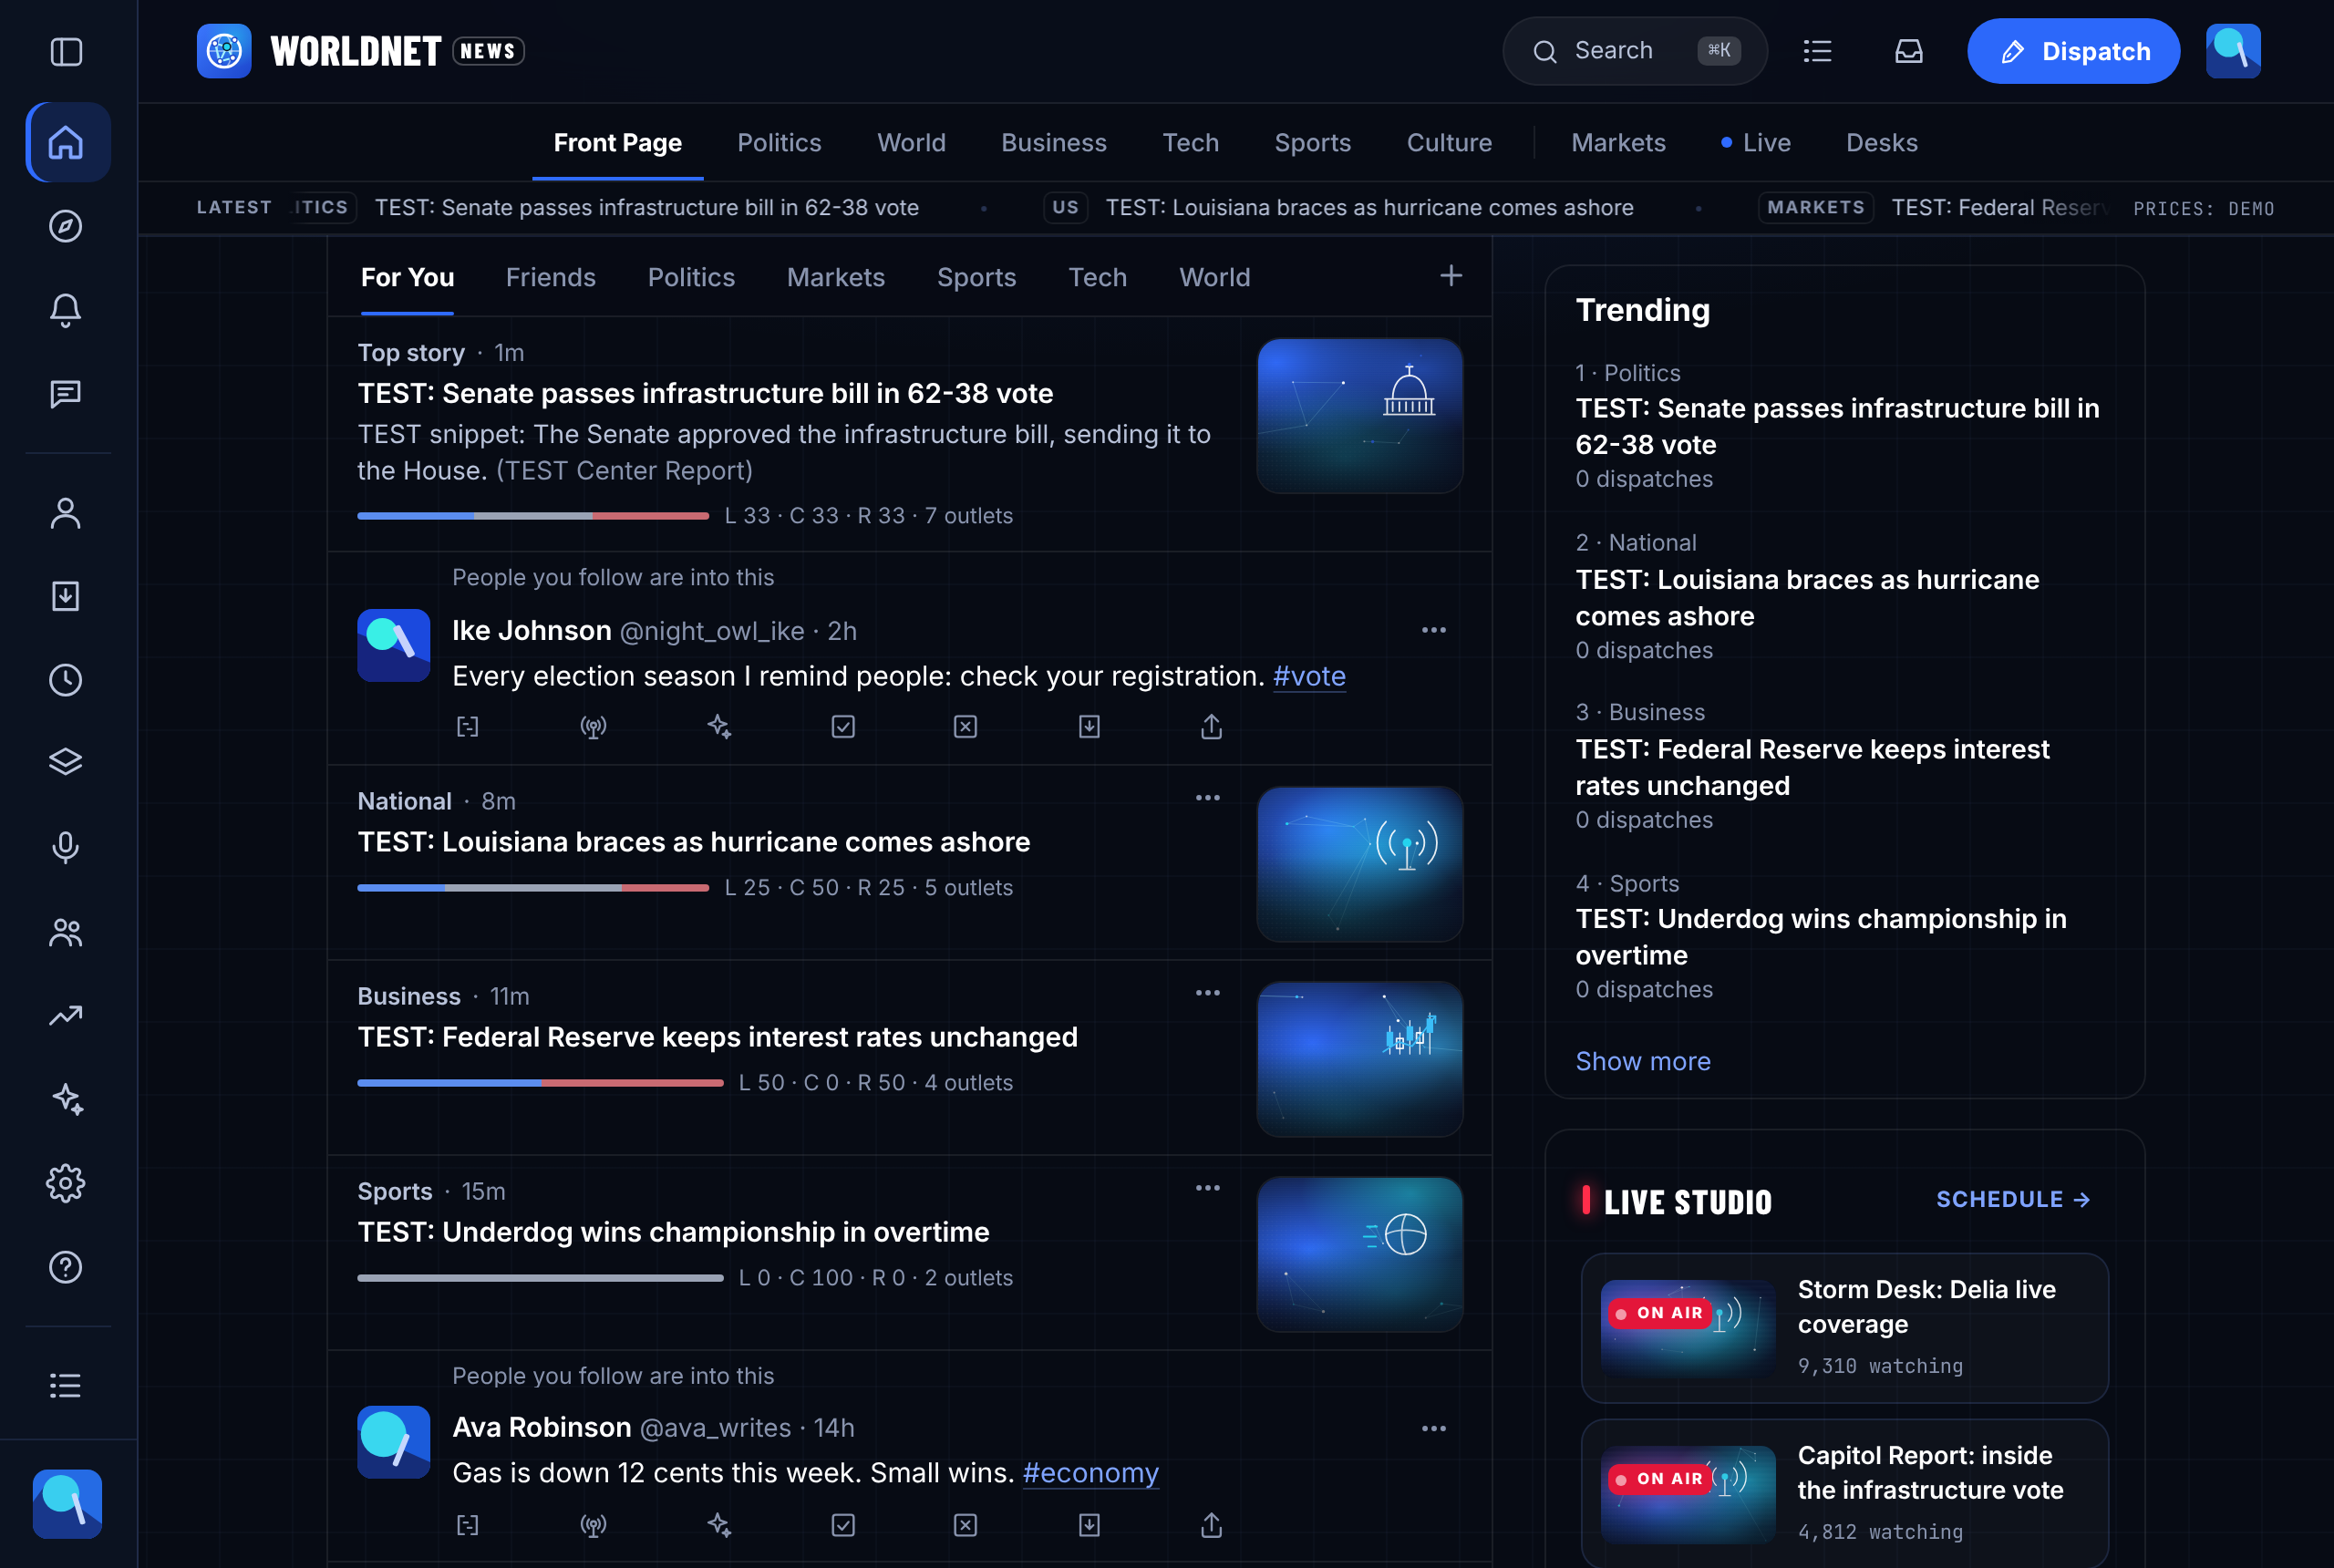 WORLDNET NEWS
Search ⌘K
Dispatch
Front Page Politics World Business Tech Sports Culture Markets Live Desks
LATEST ITICS TEST: Senate passes infrastructure bill in 62-38 vote • US TEST: Louisiana braces as hurricane comes ashore • MARKETS TEST: Federal Reserv PRICES: DEMO
For You Friends Politics Markets Sports Tech World
Top story · 1m
TEST: Senate passes infrastructure bill in 62-38 vote
TEST snippet: The Senate approved the infrastructure bill, sending it to
the House. (TEST Center Report)
L 33 · C 33 · R 33 · 7 outlets
People you follow are into this
Ike Johnson @night_owl_ike · 2h
Every election season I remind people: check your registration. #vote
National · 8m
TEST: Louisiana braces as hurricane comes ashore
L 25 · C 50 · R 25 · 5 outlets
Business · 11m
TEST: Federal Reserve keeps interest rates unchanged
L 50 · C 0 · R 50 · 4 outlets
Sports · 15m
TEST: Underdog wins championship in overtime
L 0 · C 100 · R 0 · 2 outlets
People you follow are into this
Ava Robinson @ava_writes · 14h
Gas is down 12 cents this week. Small wins. #economy
Trending
1 · Politics
TEST: Senate passes infrastructure bill in
62-38 vote
0 dispatches
2 · National
TEST: Louisiana braces as hurricane
comes ashore
0 dispatches
3 · Business
TEST: Federal Reserve keeps interest
rates unchanged
0 dispatches
4 · Sports
TEST: Underdog wins championship in
overtime
0 dispatches
Show more
LIVE STUDIO SCHEDULE →
ON AIR
Storm Desk: Delia live
coverage
9,310 watching
ON AIR
Capitol Report: inside
the infrastructure vote
4,812 watching